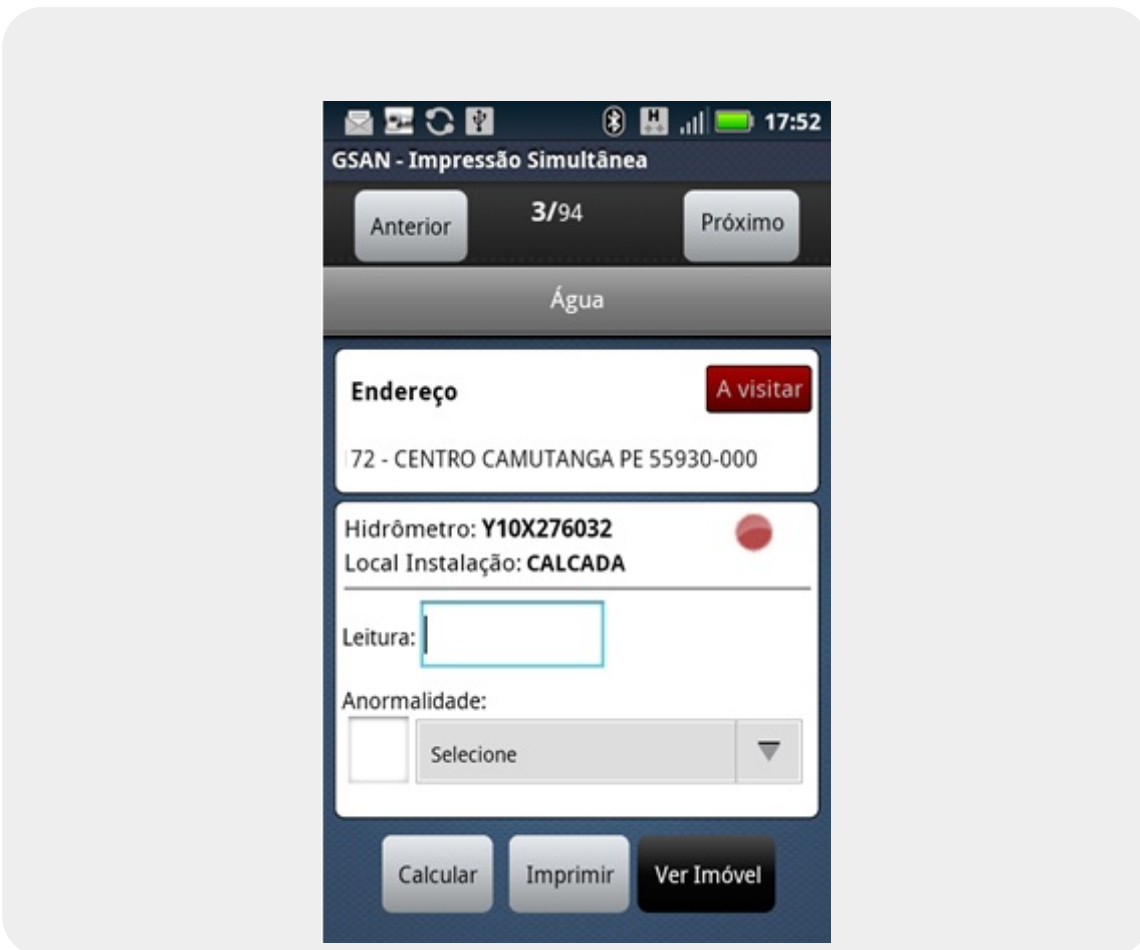 17:52
GSAN - Impressão Simultânea
Anterior 3/94 Próximo
Água
Endereço A visitar
72 - CENTRO CAMUTANGA PE 55930-000
Hidrômetro: Y10X276032
Local Instalação: CALCADA
Leitura:
Anormalidade:
Selecione
Calcular Imprimir Ver Imóvel